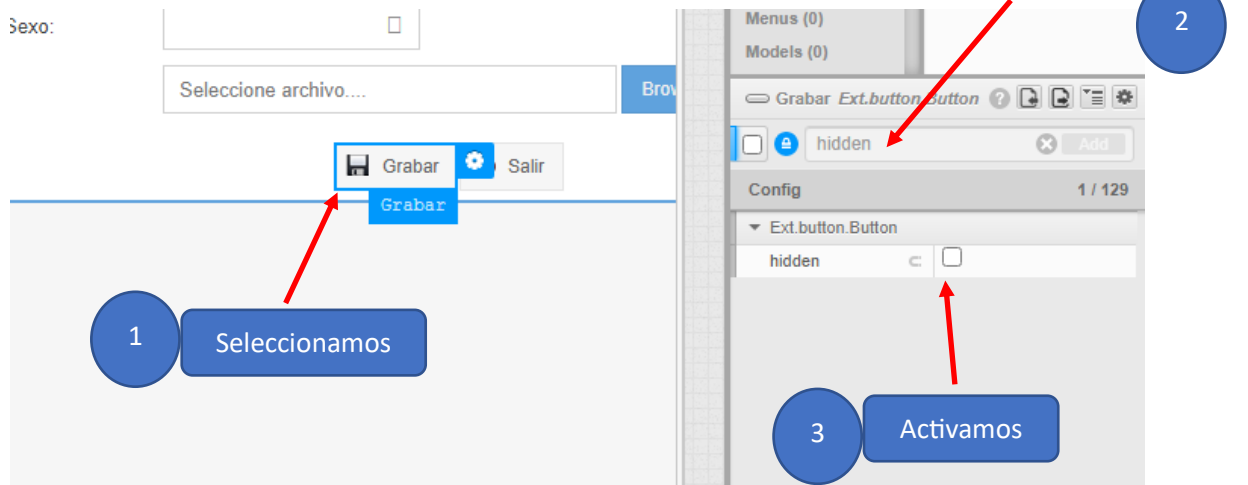 Sexo:
Seleccione archivo....
Grabar
Salir
Grabar
1
Seleccionamos
Menus (0)
Models (0)
2
Grabar Ext.button.Button
hidden
Add
Config 1 / 129
Ext.button.Button
hidden
3
Activamos